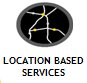 LOCATION BASED
SERVICES